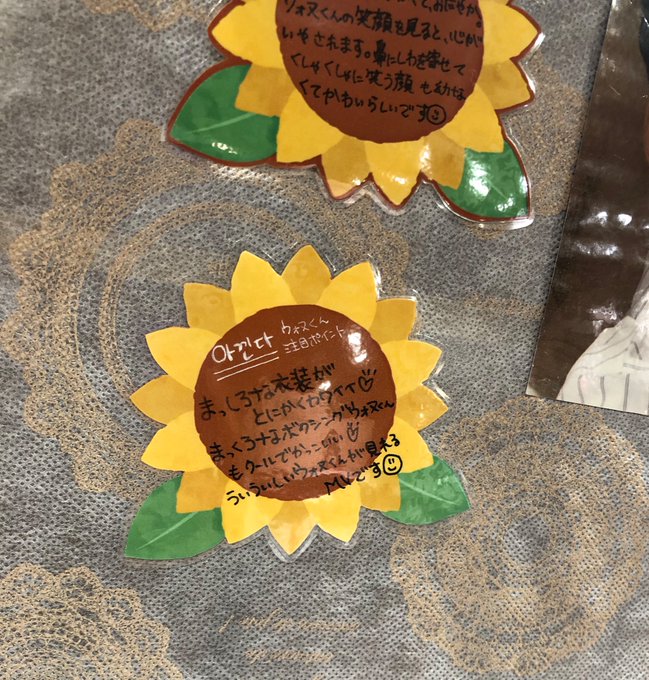 ウォヌくんの笑顔を見ると、心が
いやされます。鼻にしわを寄せて
くしゃくしゃに笑う顔も幼な
くてかわいらしいです
아낀다 ウォヌくん
注目ポイント
まっしろな衣装が
とにかくカワイイ
まっくろなボクシングウォヌくん
もクールでかっこいい
ういういしいウォヌくんが見れる
MVです